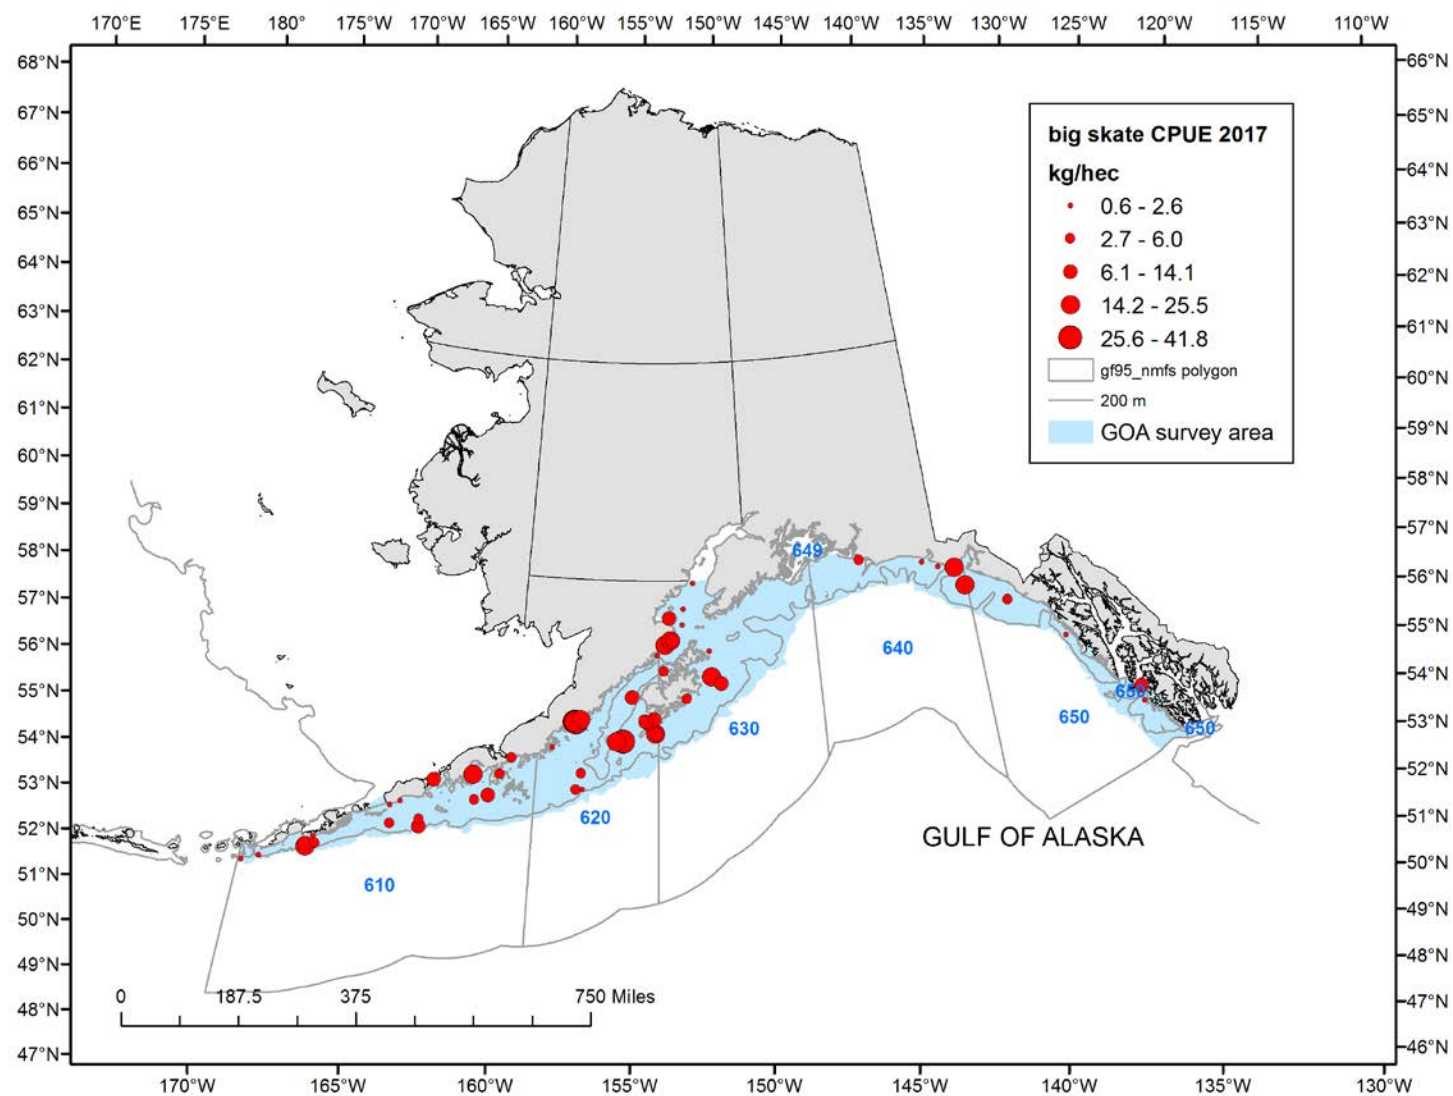 170°E 175°E 180° 175°W 170°W 165°W 160°W 155°W 150°W 145°W 140°W 135°W 130°W 125°W 120°W 115°W 110°W
68°N
67°N
66°N
65°N
64°N
63°N
62°N
61°N
60°N
59°N
58°N
57°N
56°N
55°N
54°N
53°N
52°N
51°N
50°N
49°N
48°N
47°N
66°N
65°N
64°N
63°N
62°N
61°N
60°N
59°N
58°N
57°N
56°N
55°N
54°N
53°N
52°N
51°N
50°N
49°N
48°N
47°N
46°N
big skate CPUE 2017
kg/hec
0.6 - 2.6
2.7 - 6.0
6.1 - 14.1
14.2 - 25.5
25.6 - 41.8
gf95_nmfs polygon
200 m
GOA survey area
649
640
650
650
650
630
620
610
GULF OF ALASKA
0 187.5 375 750 Miles
170°W 165°W 160°W 155°W 150°W 145°W 140°W 135°W 130°W